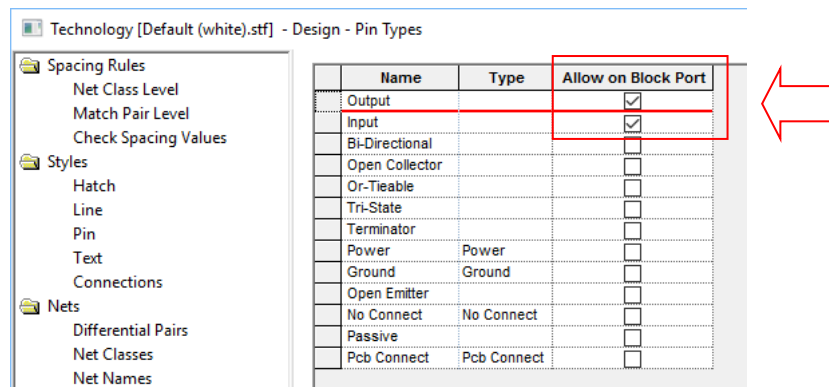 Technology [Default (white).stf] - Design - Pin Types
Spacing Rules
Net Class Level
Match Pair Level
Check Spacing Values
Styles
Hatch
Line
Pin
Text
Connections
Nets
Differential Pairs
Net Classes
Net Names
Name Type Allow on Block Port
Output
Input
Bi-Directional
Open Collector
Or-Tieable
Tri-State
Terminator
Power Power
Ground Ground
Open Emitter
No Connect No Connect
Passive
Pcb Connect Pcb Connect